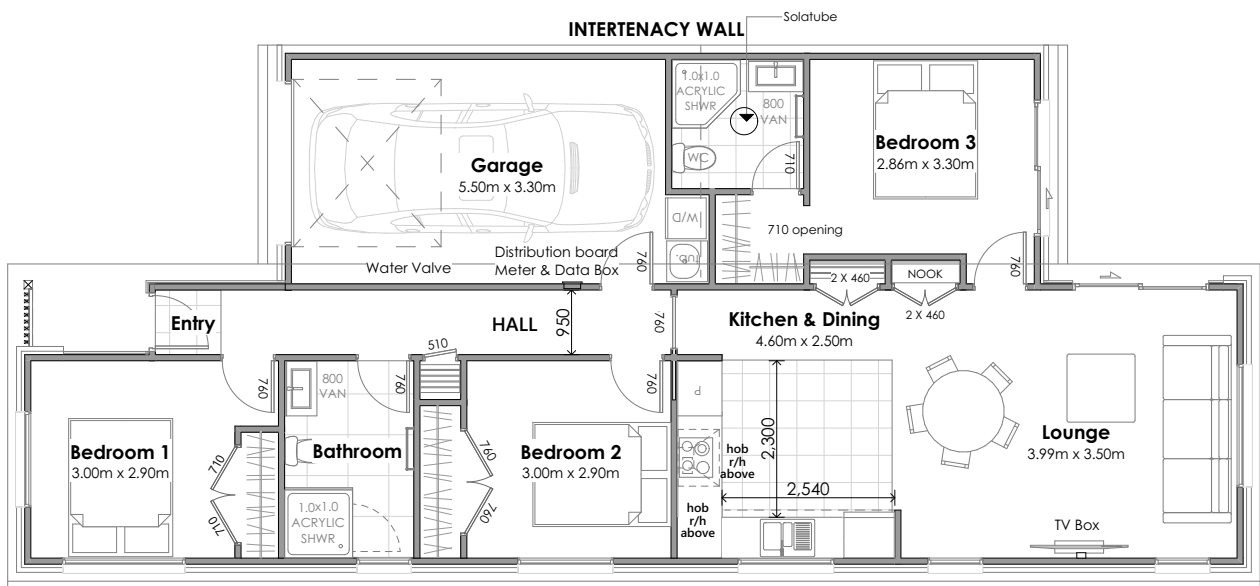 Solatube
INTERTENACY WALL
1.0x1.0
ACRYLIC
SHWR
800
VAN
WC
710
Bedroom 3
2.86m x 3.30m
Garage
5.50m x 3.30m
W/D
TUB.
710 opening
Distribution board
Meter & Data Box
Water Valve
760
760
2 X 460
NOOK
2 X 460
Entry
HALL
950
760
Kitchen & Dining
4.60m x 2.50m
510
760
800
VAN
760
760
P
Bedroom 1
3.00m x 2.90m
710
710
Bathroom
1.0x1.0
ACRYLIC
SHWR
Bedroom 2
3.00m x 2.90m
760
760
hob
r/h
above
hob
r/h
above
2,300
2,540
Lounge
3.99m x 3.50m
TV Box